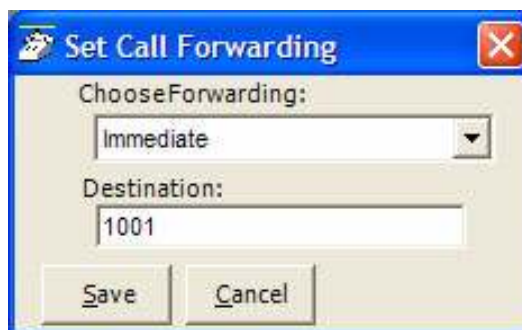 Set Call Forwarding
ChooseForwarding:
Immediate
Destination:
1001
Save Cancel